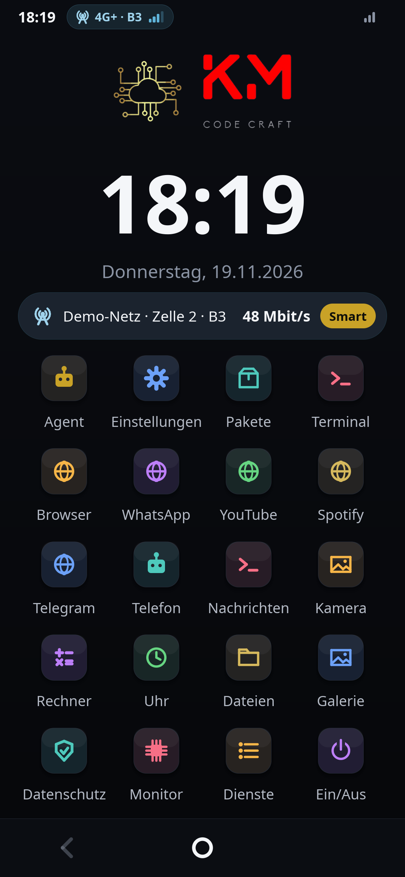 18:19 4G+ · B3
KM
CODE CRAFT
18:19
Donnerstag, 19.11.2026
Demo-Netz · Zelle 2 · B3 48 Mbit/s Smart
Agent Einstellungen Pakete Terminal
Browser WhatsApp YouTube Spotify
Telegram Telefon Nachrichten Kamera
Rechner Uhr Dateien Galerie
Datenschutz Monitor Dienste Ein/Aus